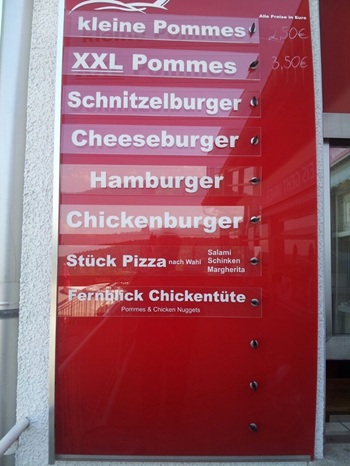 Alle Preise in Euro
kleine Pommes 2,50€
XXL Pommes 3,50€
Schnitzelburger
Cheeseburger
Hamburger
Chickenburger
Stück Pizza nach Wahl
Salami
Schinken
Margherita
Fernblick Chickentüte
Pommes & Chicken Nuggets